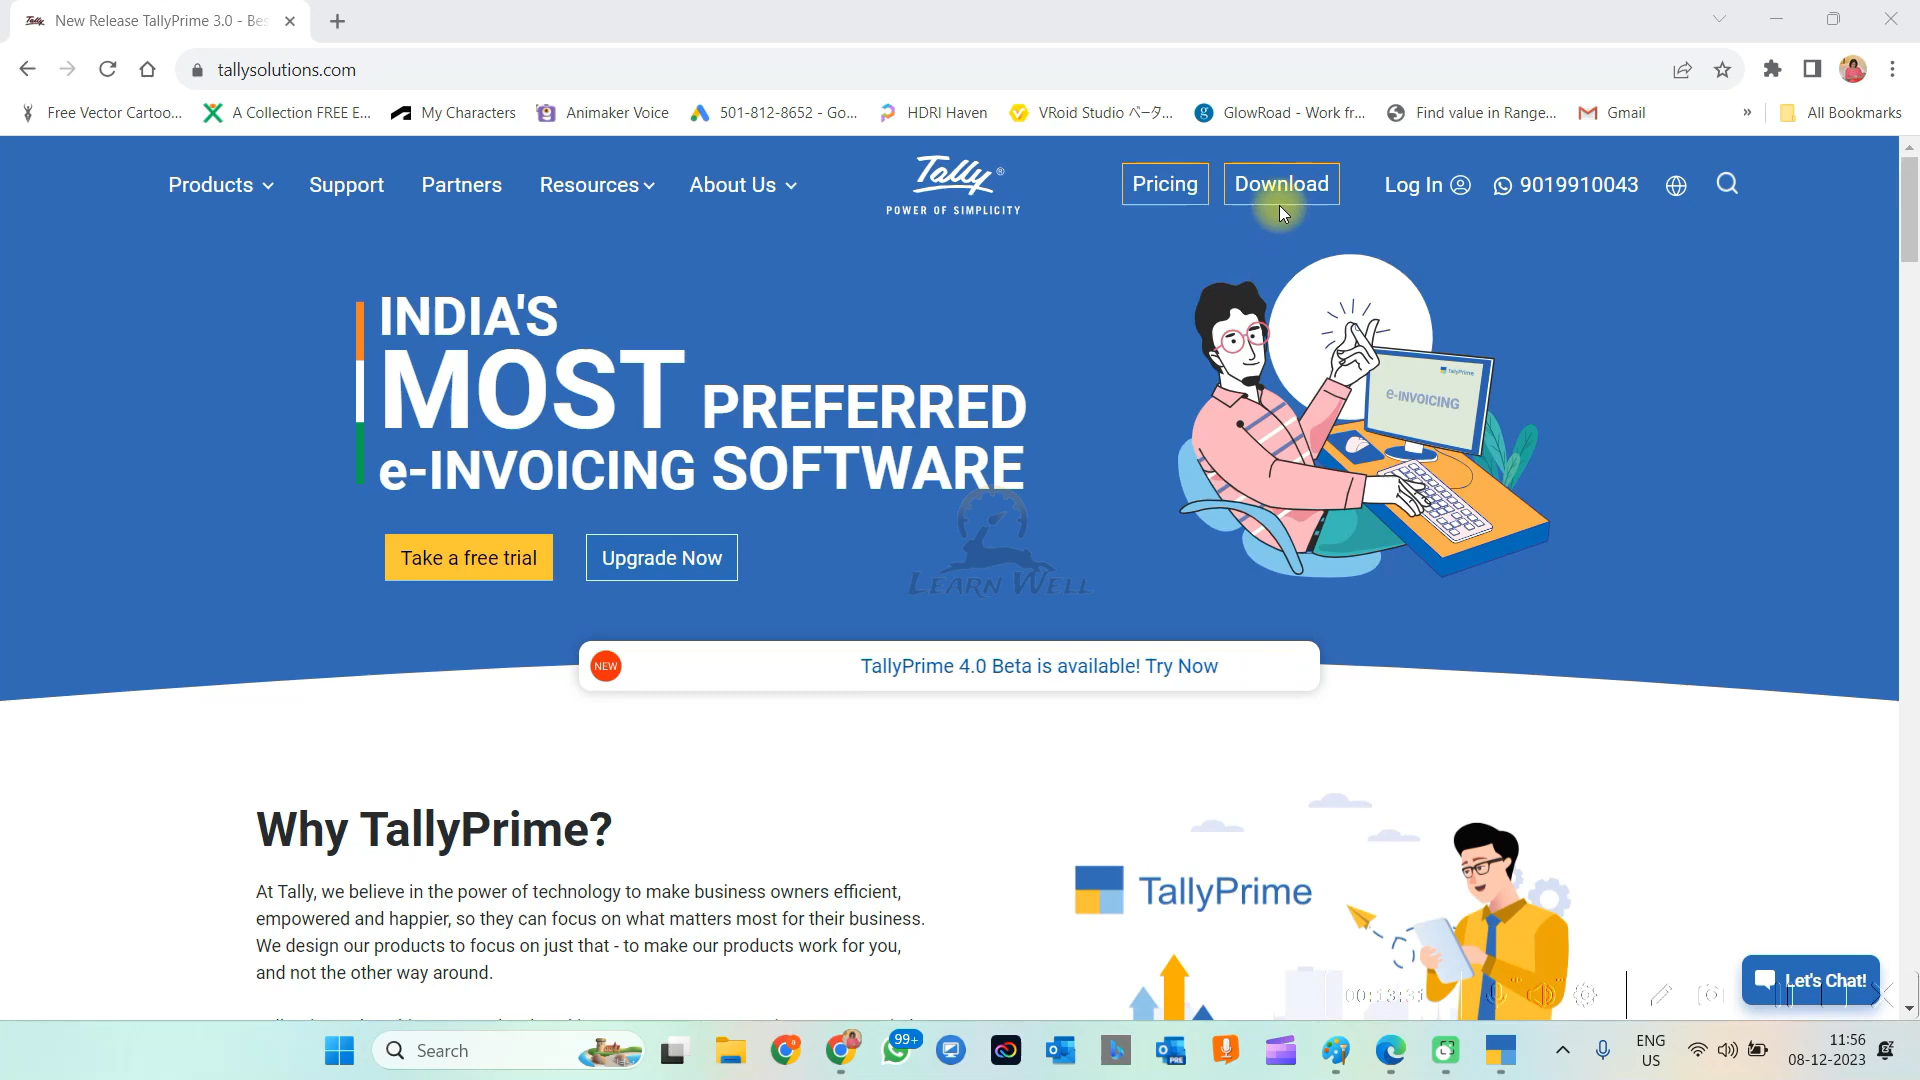 New Release TallyPrime 3.0 - Bes
tallysolutions.com
Free Vector Cartoo...
A Collection FREE E...
My Characters
Animaker Voice
501-812-8652 - Go...
HDRI Haven
VRoid Studio ベータ...
GlowRoad - Work fr...
Find value in Range...
Gmail
»
All Bookmarks
Products
Support
Partners
Resources
About Us
Tally®
POWER OF SIMPLICITY
Pricing
Download
Log In
9019910043
INDIA'S
MOST PREFERRED
e-INVOICING SOFTWARE
TallyPrime
e-INVOICING
LEARN WELL
Take a free trial
Upgrade Now
NEW
TallyPrime 4.0 Beta is available! Try Now
Why TallyPrime?
At Tally, we believe in the power of technology to make business owners efficient,
empowered and happier, so they can focus on what matters most for their business.
We design our products to focus on just that - to make our products work for you,
and not the other way around.
TallyPrime
00:13:31
Let's Chat!
Search
99+
PRE
ENG
US
11:56
08-12-2023